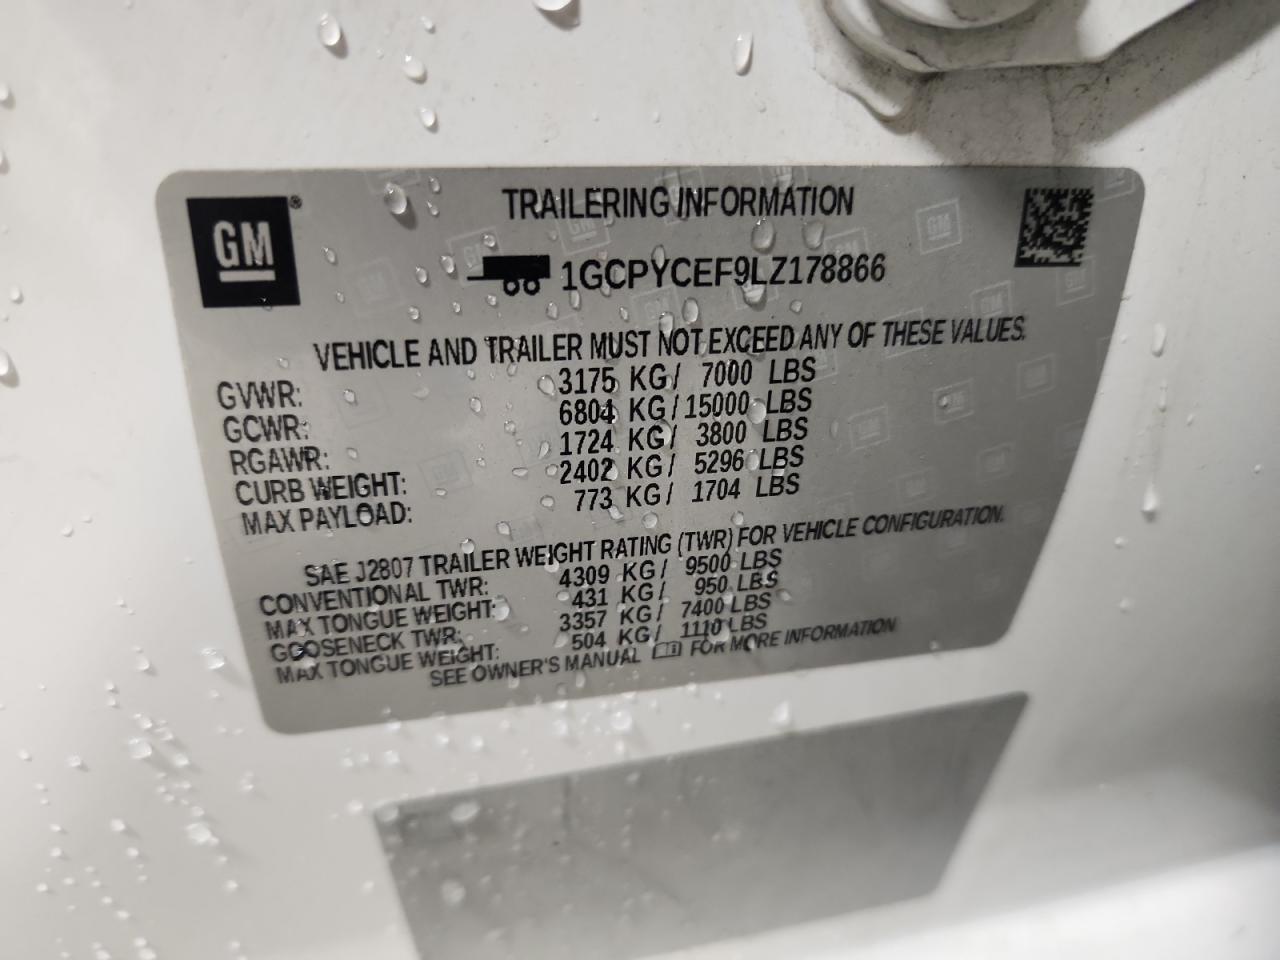 GM®
TRAILERING INFORMATION
1GCPYCEF9LZ178866
VEHICLE AND TRAILER MUST NOT EXCEED ANY OF THESE VALUES.
GVWR: 3175 KG/ 7000 LBS
GCWR: 6804 KG/15000 LBS
RGAWR: 1724 KG/ 3800 LBS
CURB WEIGHT: 2402 KG/ 5296 LBS
MAX PAYLOAD: 773 KG/ 1704 LBS
SAE J2807 TRAILER WEIGHT RATING (TWR) FOR VEHICLE CONFIGURATION.
CONVENTIONAL TWR: 4309 KG/ 9500 LBS
MAX TONGUE WEIGHT: 431 KG/ 950 LBS
GOOSENECK TWR: 3357 KG/ 7400 LBS
MAX TONGUE WEIGHT: 504 KG/ 1110 LBS
SEE OWNER'S MANUAL FOR MORE INFORMATION